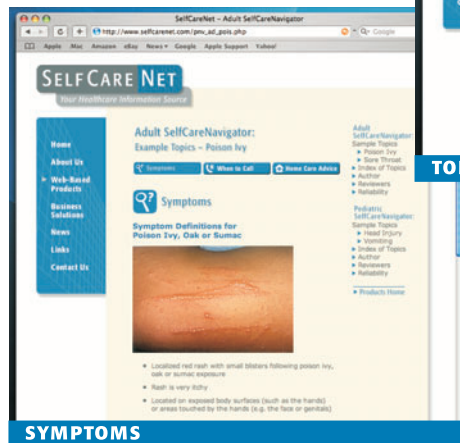 SelfCareNet – Adult SelfCareNavigator
http://www.selfcarenet.com/pnv_ad_pois.php
Q- Google
Apple Mac Amazon eBay News▾ Google Apple Support Yahoo!
SELFCARE NET
Your Healthcare Information Source
Home
About Us
Web-Based
Products
Business
Solutions
News
Links
Contact Us
Adult SelfCareNavigator:
Example Topics – Poison Ivy
Symptoms
When to Call
Home Care Advice
Symptoms
Symptom Definitions for
Poison Ivy, Oak or Sumac
• Localized red rash with small blisters following poison ivy,
oak or sumac exposure
• Rash is very itchy
• Located on exposed body surfaces (such as the hands)
or areas touched by the hands (e.g. the face or genitals)
Adult
SelfCareNavigator:
Sample Topics
Poison Ivy
Sore Throat
Index of Topics
Author
Reviewers
Reliability
Pediatric
SelfCareNavigator:
Sample Topics
Head Injury
Vomiting
Index of Topics
Author
Reviewers
Reliability
Products Home
SYMPTOMS